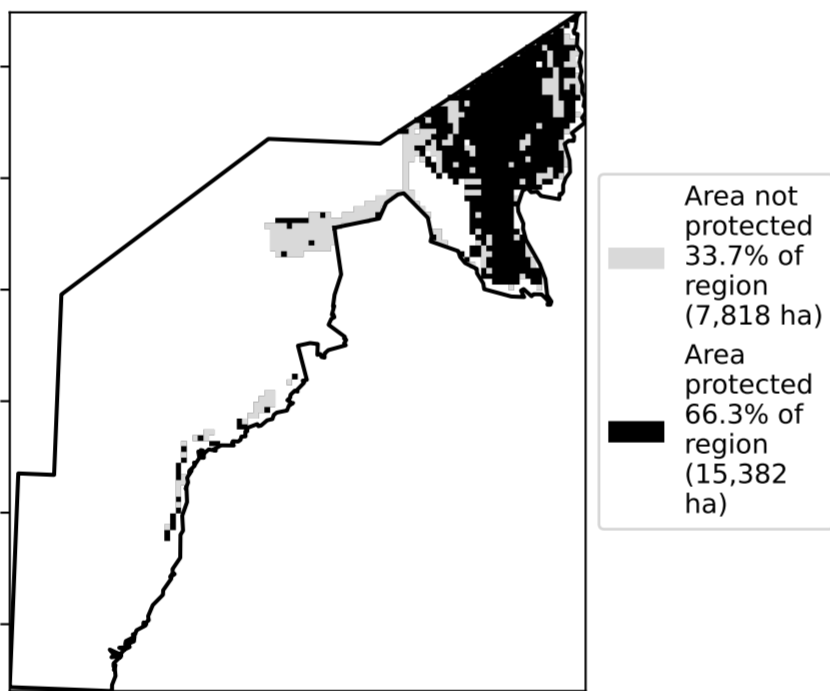 Area not
protected
33.7% of
region
(7,818 ha)
Area
protected
66.3% of
region
(15,382
ha)